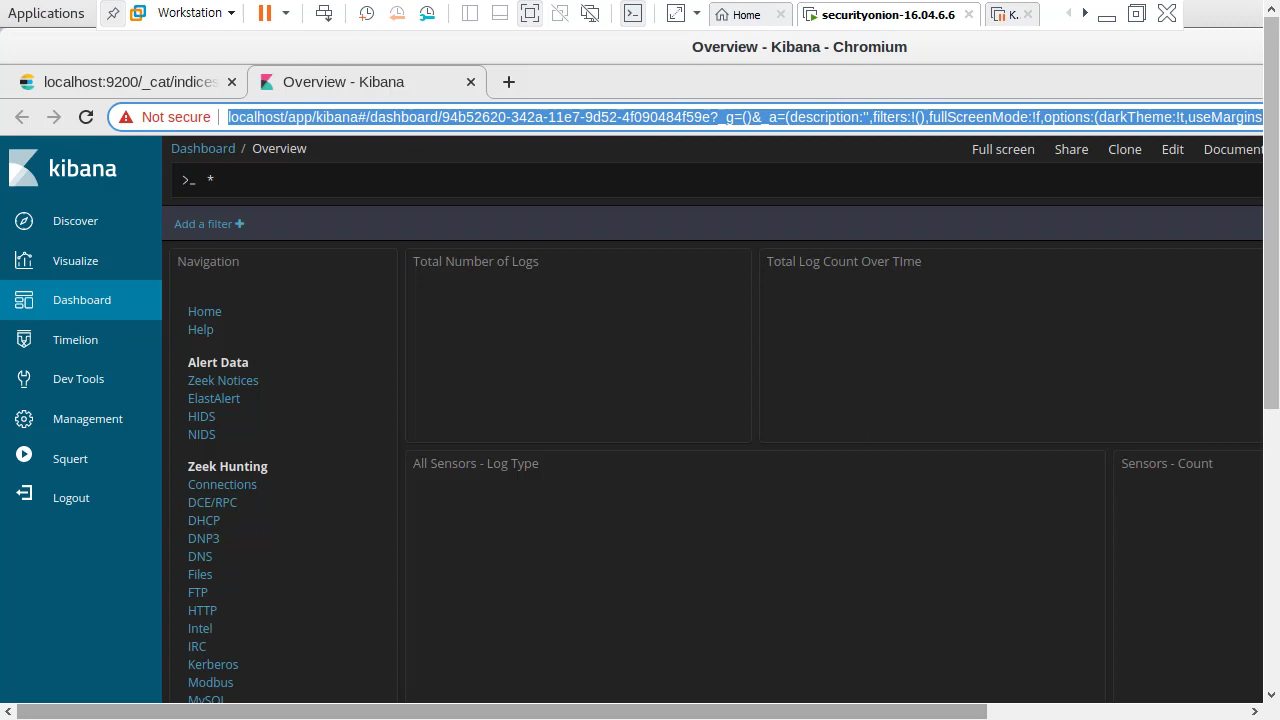 Applications Workstation Home securityonion-16.04.6.6 K.
Overview - Kibana - Chromium
localhost:9200/_cat/indices Overview - Kibana
Not secure localhost/app/kibana#/dashboard/94b52620-342a-11e7-9d52-4f090484f59e?_g=()&_a=(description:'',filters:!(),fullScreenMode:!f,options:(darkTheme:!t,useMargins
kibana
Dashboard / Overview Full screen Share Clone Edit Document
>_ *
Add a filter +
Discover
Visualize
Dashboard
Timelion
Dev Tools
Management
Squert
Logout
Navigation
Home
Help
Alert Data
Zeek Notices
ElastAlert
HIDS
NIDS
Zeek Hunting
Connections
DCE/RPC
DHCP
DNP3
DNS
Files
FTP
HTTP
Intel
IRC
Kerberos
Modbus
MySQL
Total Number of Logs
Total Log Count Over TIme
All Sensors - Log Type
Sensors - Count